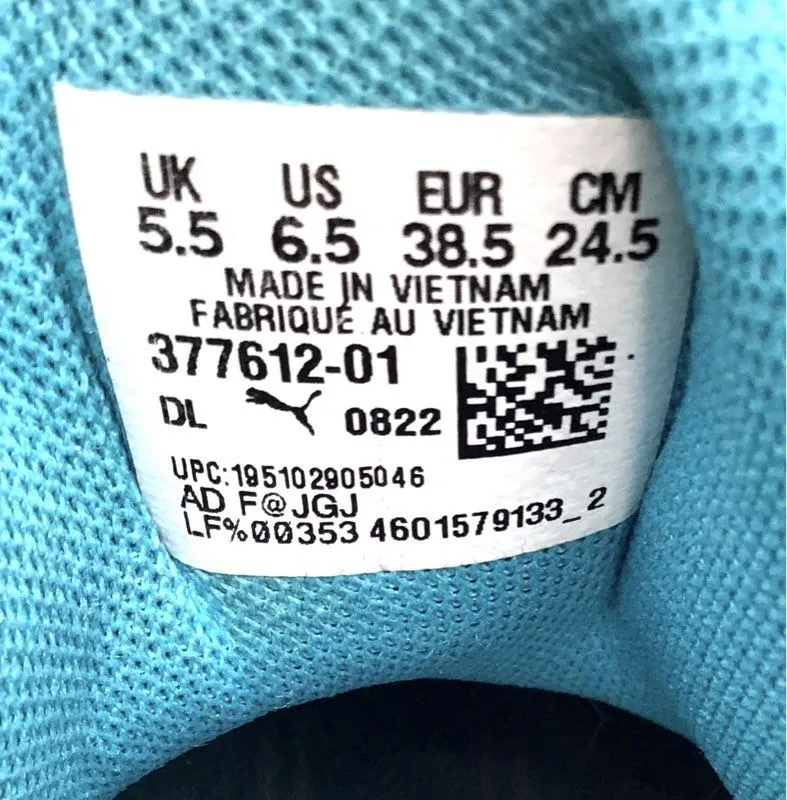 UK US EUR CM
5.5 6.5 38.5 24.5
MADE IN VIETNAM
FABRIQUÉ AU VIETNAM
377612-01
DL 0822
UPC:195102905046
AD F@JGJ
LF%00353 4601579133_2